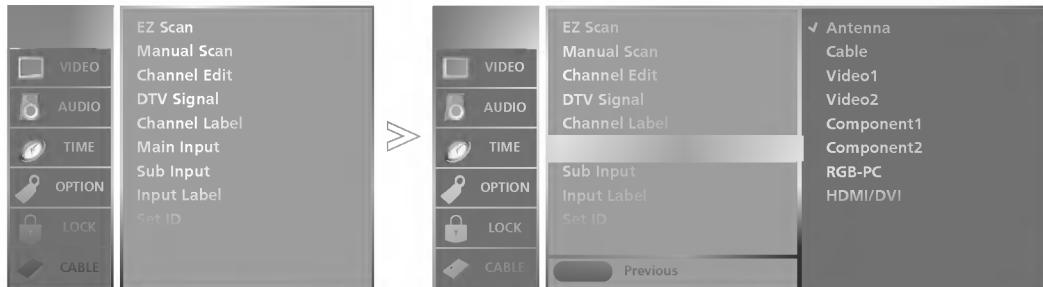 EZ Scan
Manual Scan
Channel Edit
DTV Signal
Channel Label
Main Input
Sub Input
Input Label
Set ID
VIDEO
AUDIO
TIME
OPTION
LOCK
CABLE
EZ Scan
Manual Scan
Channel Edit
DTV Signal
Channel Label
Sub Input
Input Label
Set ID
Previous
VIDEO
AUDIO
TIME
OPTION
LOCK
CABLE
Antenna
Cable
Video1
Video2
Component1
Component2
RGB-PC
HDMI/DVI